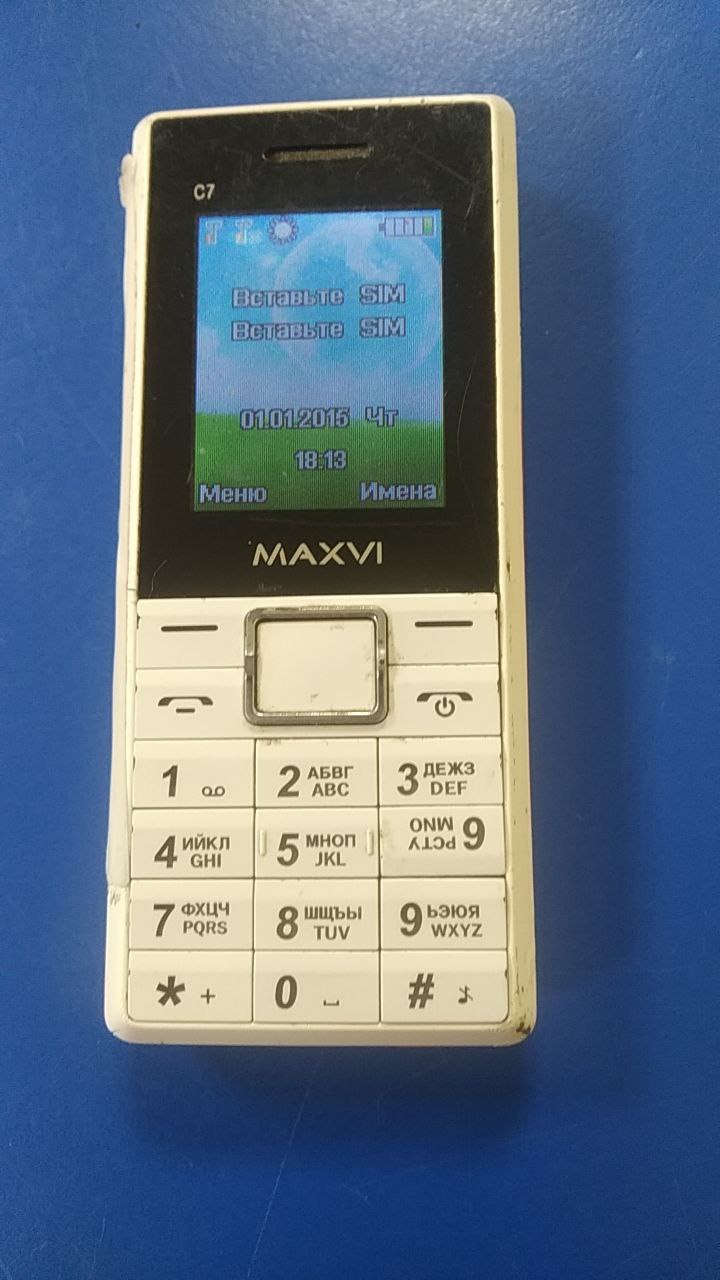 C7
Вставьте SIM
Вставьте SIM
01.01.2015 Чт
18:13
Меню Имена
MAXVI
1
2 АБВГ ABC
3 ДЕЖЗ DEF
4 ИЙКЛ GHI
5 МНОП JKL
6 РСТУ MNO
7 ФХЦЧ PQRS
8 ШЩЪЫ TUV
9 ЬЭЮЯ WXYZ
* +
0
#